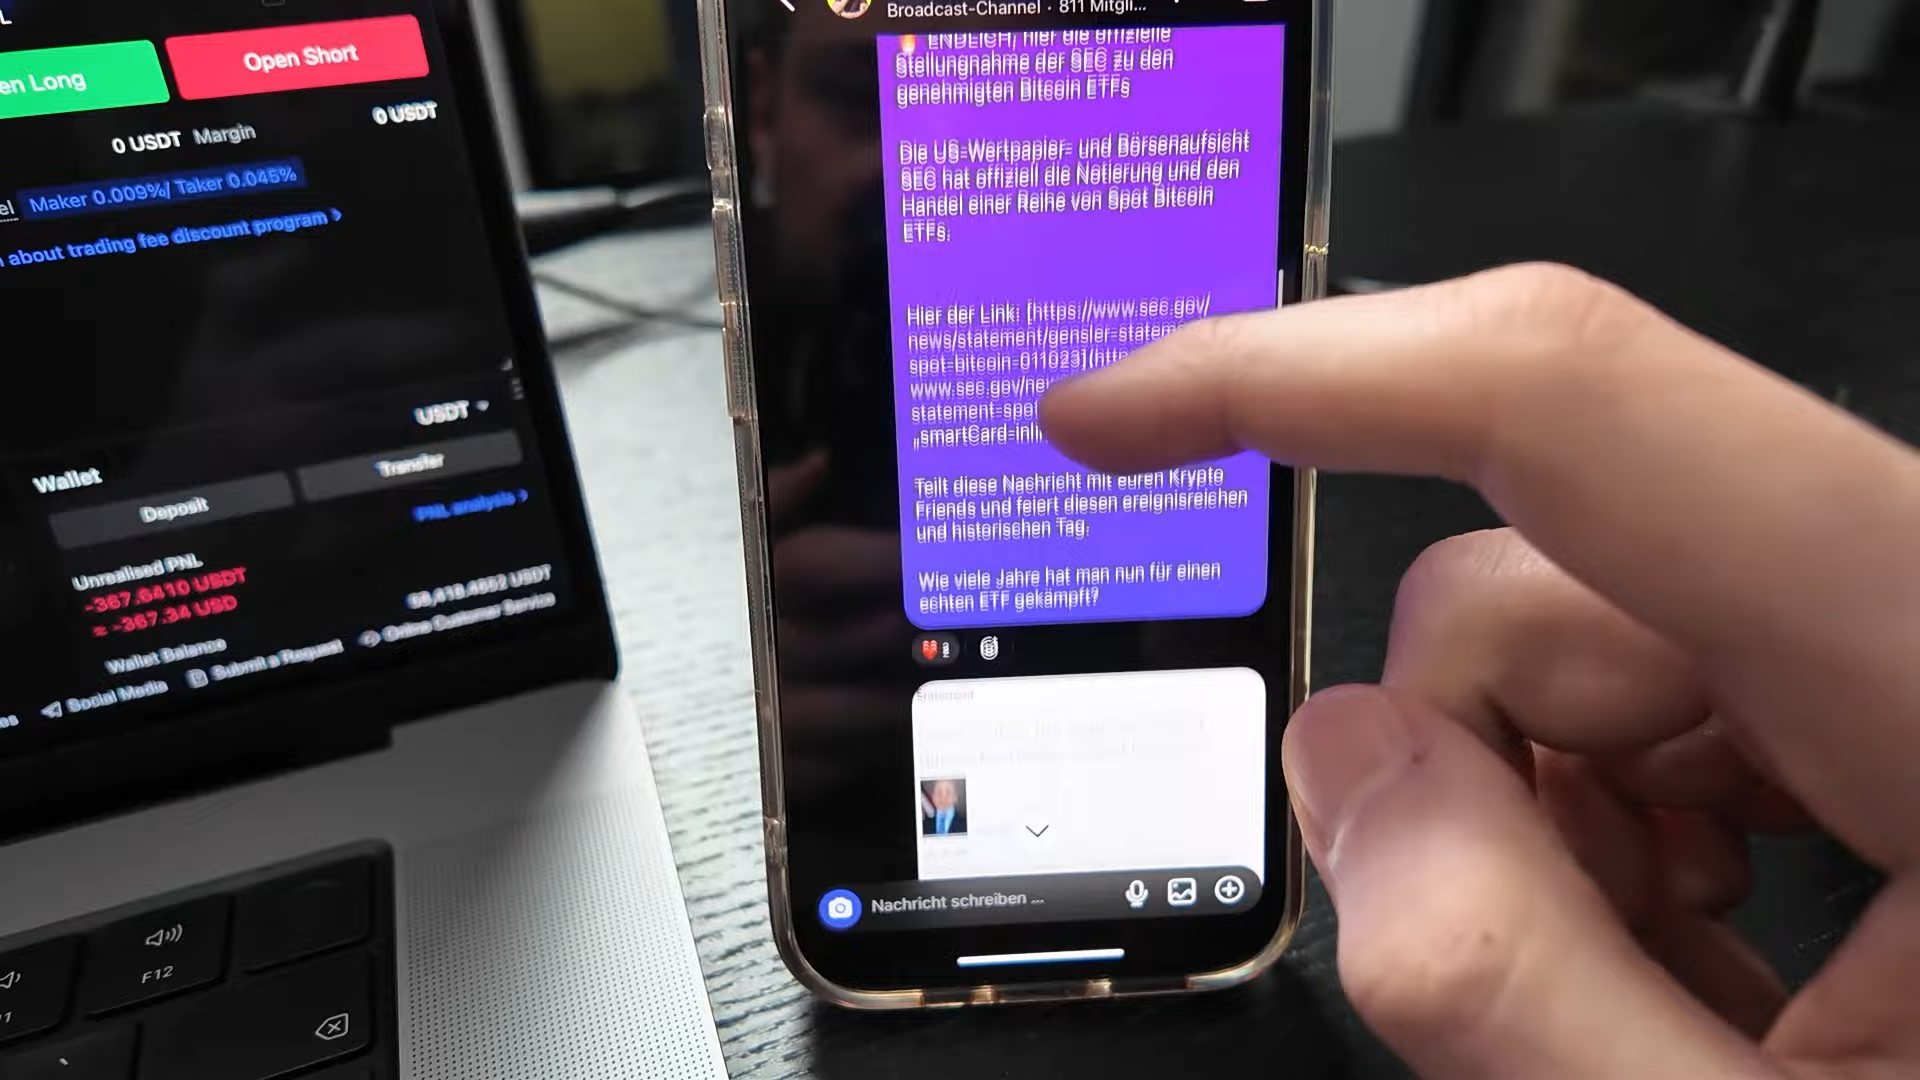 en Long
Open Short
0 USDT
0 USDT Margin
Maker 0.009%/ Taker 0.045%
about trading fee discount program >
USDT
Wallet
Deposit
Transfer
PNL analysis >
Unrealised PNL
-367.6410 USDT
≈ -367.34 USD
Wallet Balance
Social Media
Submit a Request
Online Customer Service
F12
Broadcast-Channel · 811 Mitgli...
🔥 ENDLICH, hier die offizielle
Stellungnahme der SEC zu den
genehmigten Bitcoin ETFs
Die US-Wertpapier- und Börsenaufsicht
SEC hat offiziell die Notierung und den
Handel einer Reihe von Spot Bitcoin
ETFs.
Hier der Link: [https://www.sec.gov/
news/statement/gensler-statem
spot-bitcoin-011023](http
www.sec.gov/new
statement-spot
„smartCard-inlin
Teilt diese Nachricht mit euren Krypto
Friends und feiert diesen ereignisreichen
und historischen Tag.
Wie viele Jahre hat man nun für einen
echten ETF gekämpft?
Statement
Nachricht schreiben ...